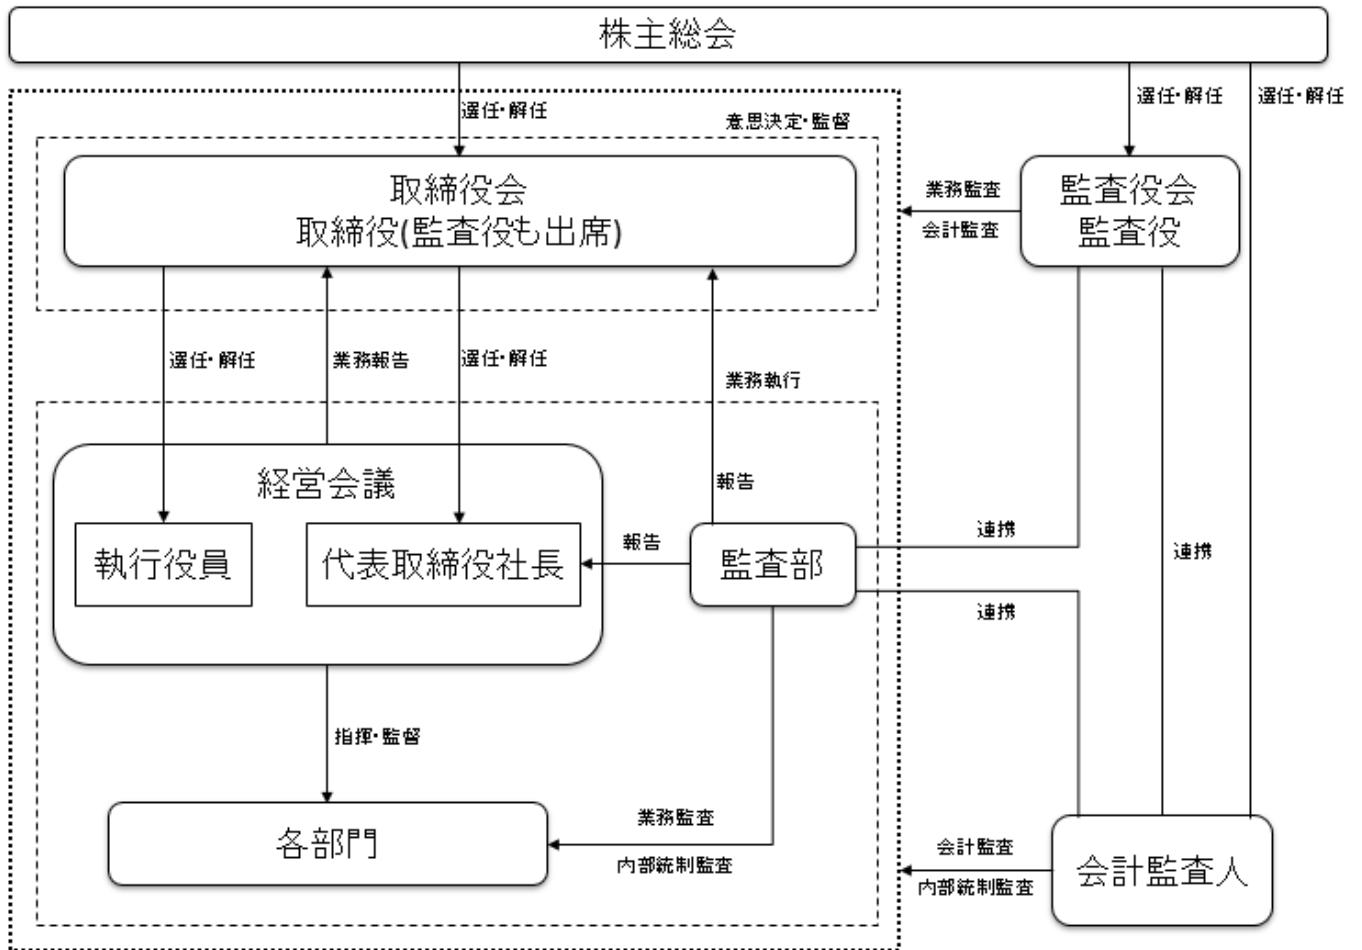 株主総会
選任・解任
選任・解任
選任・解任
意思決定・監督
取締役会
取締役(監査役も出席)
業務監査
会計監査
監査役会
監査役
選任・解任
業務報告
選任・解任
業務執行
経営会議
執行役員
代表取締役社長
報告
報告
監査部
連携
連携
連携
指揮・監督
各部門
業務監査
内部統制監査
会計監査
内部統制監査
会計監査人